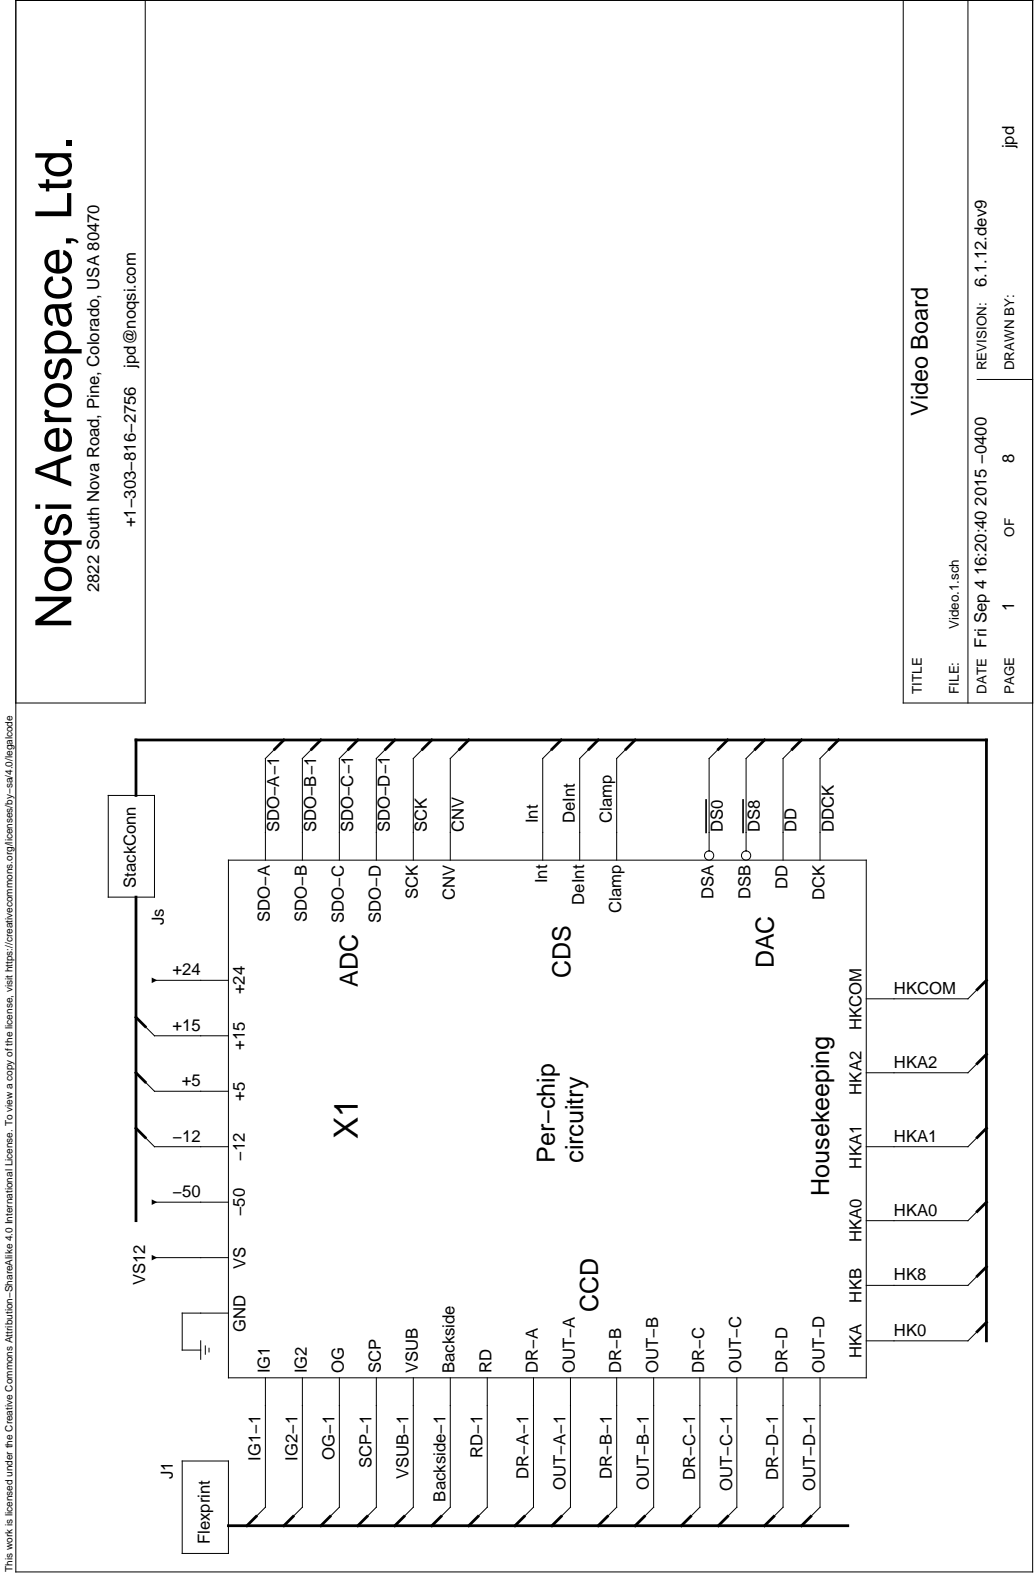 This work is licensed under the Creative Commons Attribution−ShareAlike 4.0 International License. To view a copy of the license, visit https://creativecommons.org/licenses/by−sa/4.0/legalcode
Noqsi Aerospace, Ltd.
2822 South Nova Road, Pine, Colorado, USA 80470
+1−303−816−2756 jpd@noqsi.com
J1
Flexprint
IG1−1
IG2−1
OG−1
SCP−1
VSUB−1
Backside−1
RD−1
DR−A−1
OUT−A−1
DR−B−1
OUT−B−1
DR−C−1
OUT−C−1
DR−D−1
OUT−D−1
IG1
IG2
OG
SCP
VSUB
Backside
RD
DR−A
OUT−A
DR−B
OUT−B
DR−C
OUT−C
DR−D
OUT−D
CCD
GND
VS12
VS
−50
−50
−12
−12
+5
+5
+15
+15
+24
+24
Js
StackConn
X1
Per−chip
circuitry
Housekeeping
ADC
CDS
DAC
SDO−A
SDO−B
SDO−C
SDO−D
SCK
CNV
Int
DeInt
Clamp
DSA
DSB
DD
DCK
SDO−A−1
SDO−B−1
SDO−C−1
SDO−D−1
SCK
CNV
Int
DeInt
Clamp
DS0
DS8
DD
DDCK
HKA
HKB
HKA0
HKA1
HKA2
HKCOM
HK0
HK8
HKA0
HKA1
HKA2
HKCOM
TITLE
Video Board
FILE: Video.1.sch
DATE Fri Sep 4 16:20:40 2015 −0400
REVISION: 6.1.12.dev9
PAGE 1 OF 8
DRAWN BY: jpd